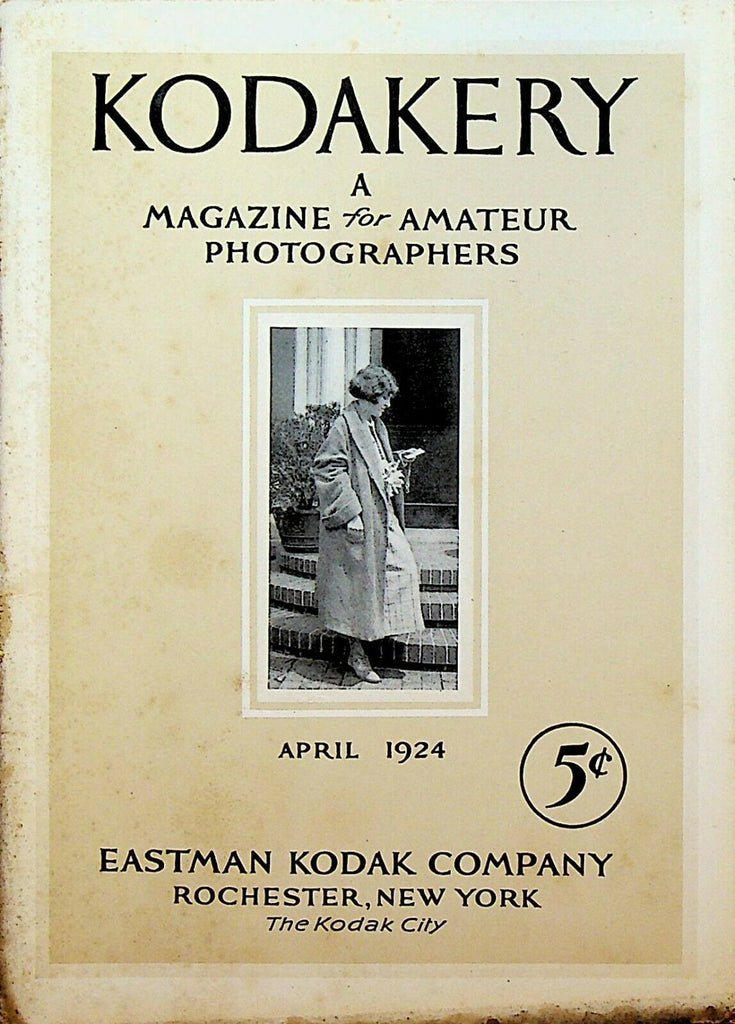 KODAKERY
A
MAGAZINE for AMATEUR
PHOTOGRAPHERS
APRIL 1924
5¢
EASTMAN KODAK COMPANY
ROCHESTER, NEW YORK
The Kodak City